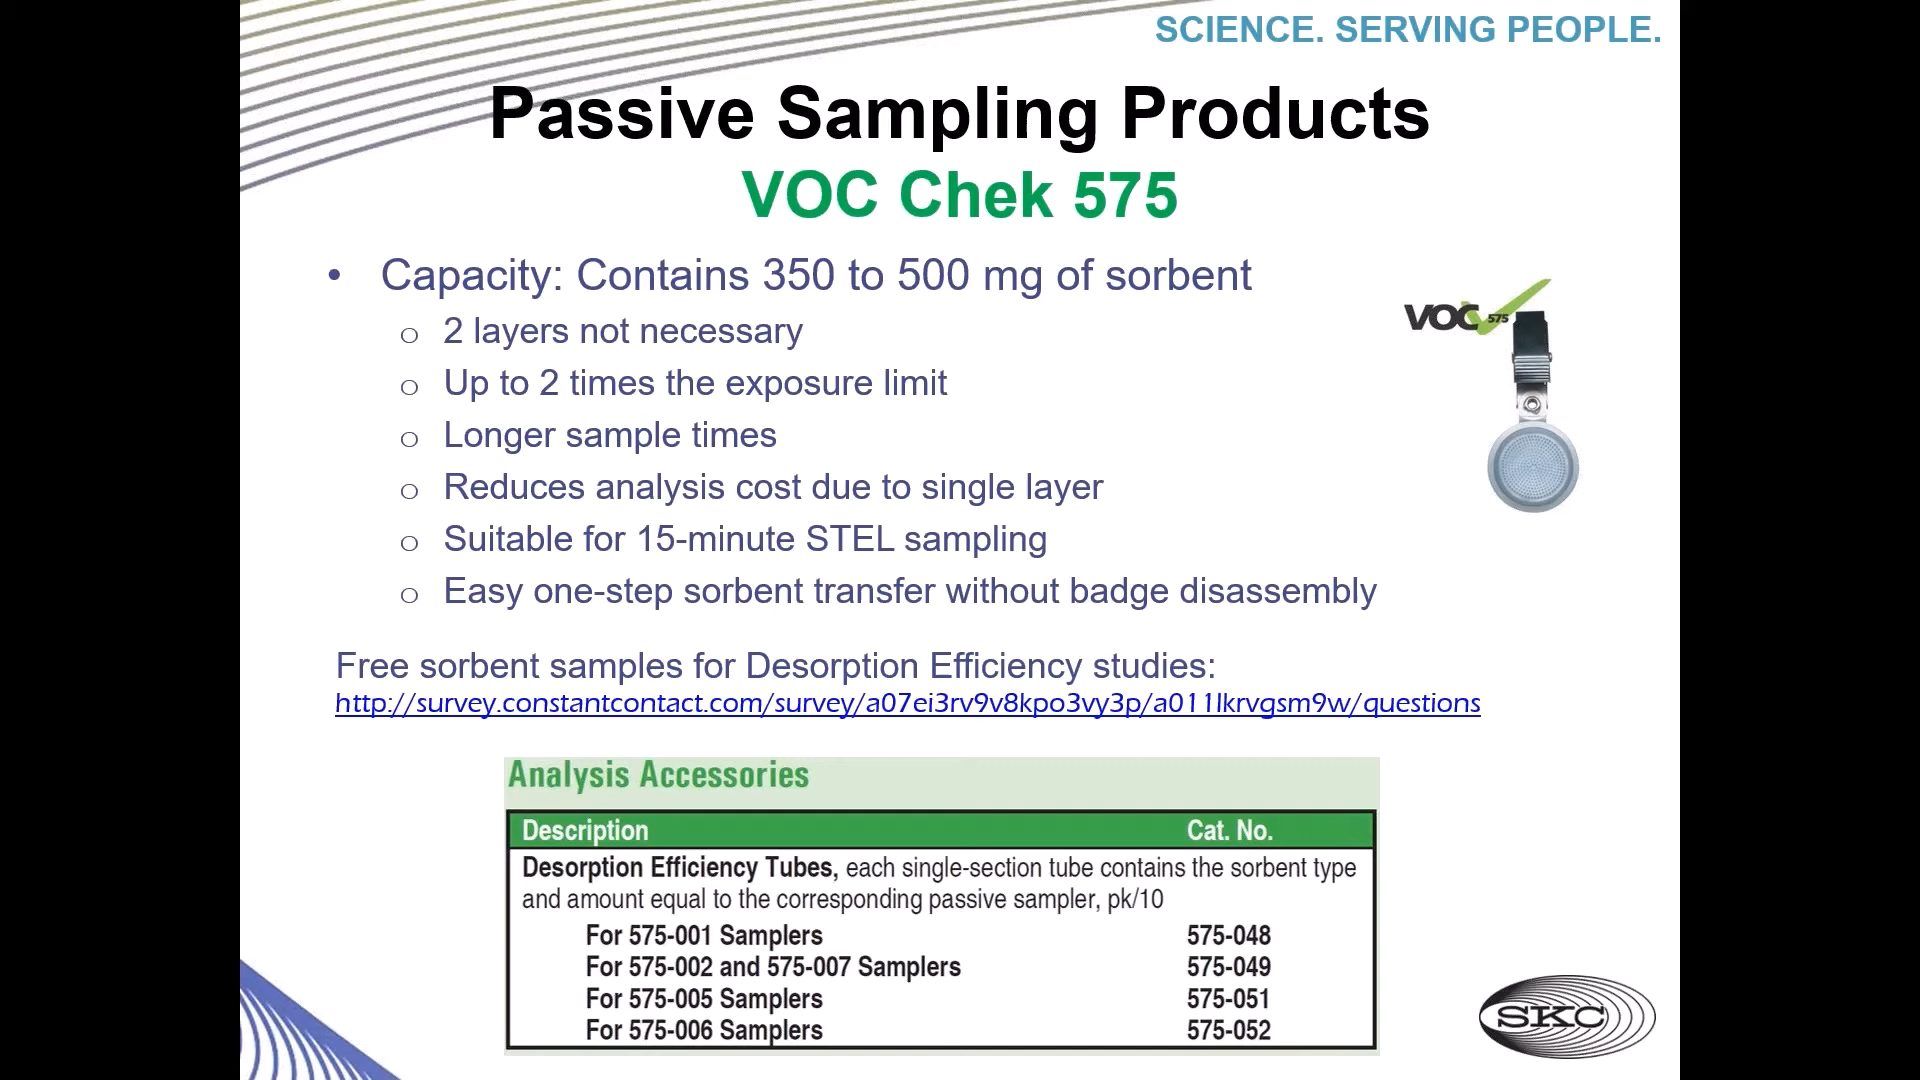 SCIENCE. SERVING PEOPLE.
Passive Sampling Products
VOC Chek 575
• Capacity: Contains 350 to 500 mg of sorbent
o 2 layers not necessary
o Up to 2 times the exposure limit
o Longer sample times
o Reduces analysis cost due to single layer
o Suitable for 15-minute STEL sampling
o Easy one-step sorbent transfer without badge disassembly
VOC 575
Free sorbent samples for Desorption Efficiency studies:
http://survey.constantcontact.com/survey/a07ei3rv9v8kpo3vy3p/a011lkrvgsm9w/questions
Analysis Accessories
Description Cat. No.
Desorption Efficiency Tubes, each single-section tube contains the sorbent type
and amount equal to the corresponding passive sampler, pk/10
For 575-001 Samplers 575-048
For 575-002 and 575-007 Samplers 575-049
For 575-005 Samplers 575-051
For 575-006 Samplers 575-052
SKC